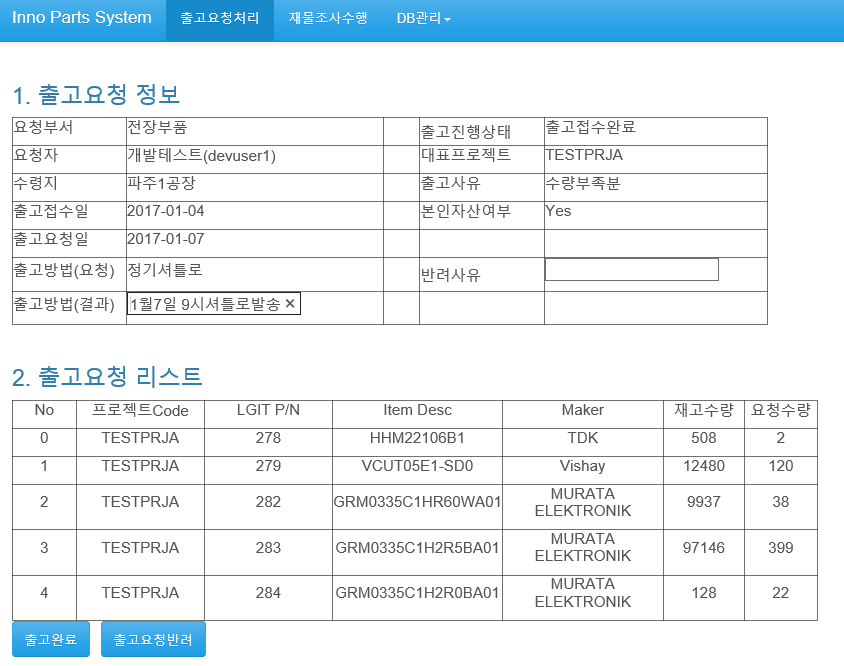 Inno Parts System 출고요청처리 재물조사수행 DB관리
1. 출고요청 정보
요청부서 전장부품 출고진행상태 출고접수완료
요청자 개발테스트(devuser1) 대표프로젝트 TESTPRJA
수령지 파주1공장 출고사유 수량부족분
출고접수일 2017-01-04 본인자산여부 Yes
출고요청일 2017-01-07
출고방법(요청) 정기셔틀로 반려사유
출고방법(결과) 1월7일 9시셔틀로발송 ×
2. 출고요청 리스트
No 프로젝트Code LGIT P/N Item Desc Maker 재고수량 요청수량
0 TESTPRJA 278 HHM22106B1 TDK 508 2
1 TESTPRJA 279 VCUT05E1-SD0 Vishay 12480 120
2 TESTPRJA 282 GRM0335C1HR60WA01 MURATA ELEKTRONIK 9937 38
3 TESTPRJA 283 GRM0335C1H2R5BA01 MURATA ELEKTRONIK 97146 399
4 TESTPRJA 284 GRM0335C1H2R0BA01 MURATA ELEKTRONIK 128 22
출고완료 출고요청반려